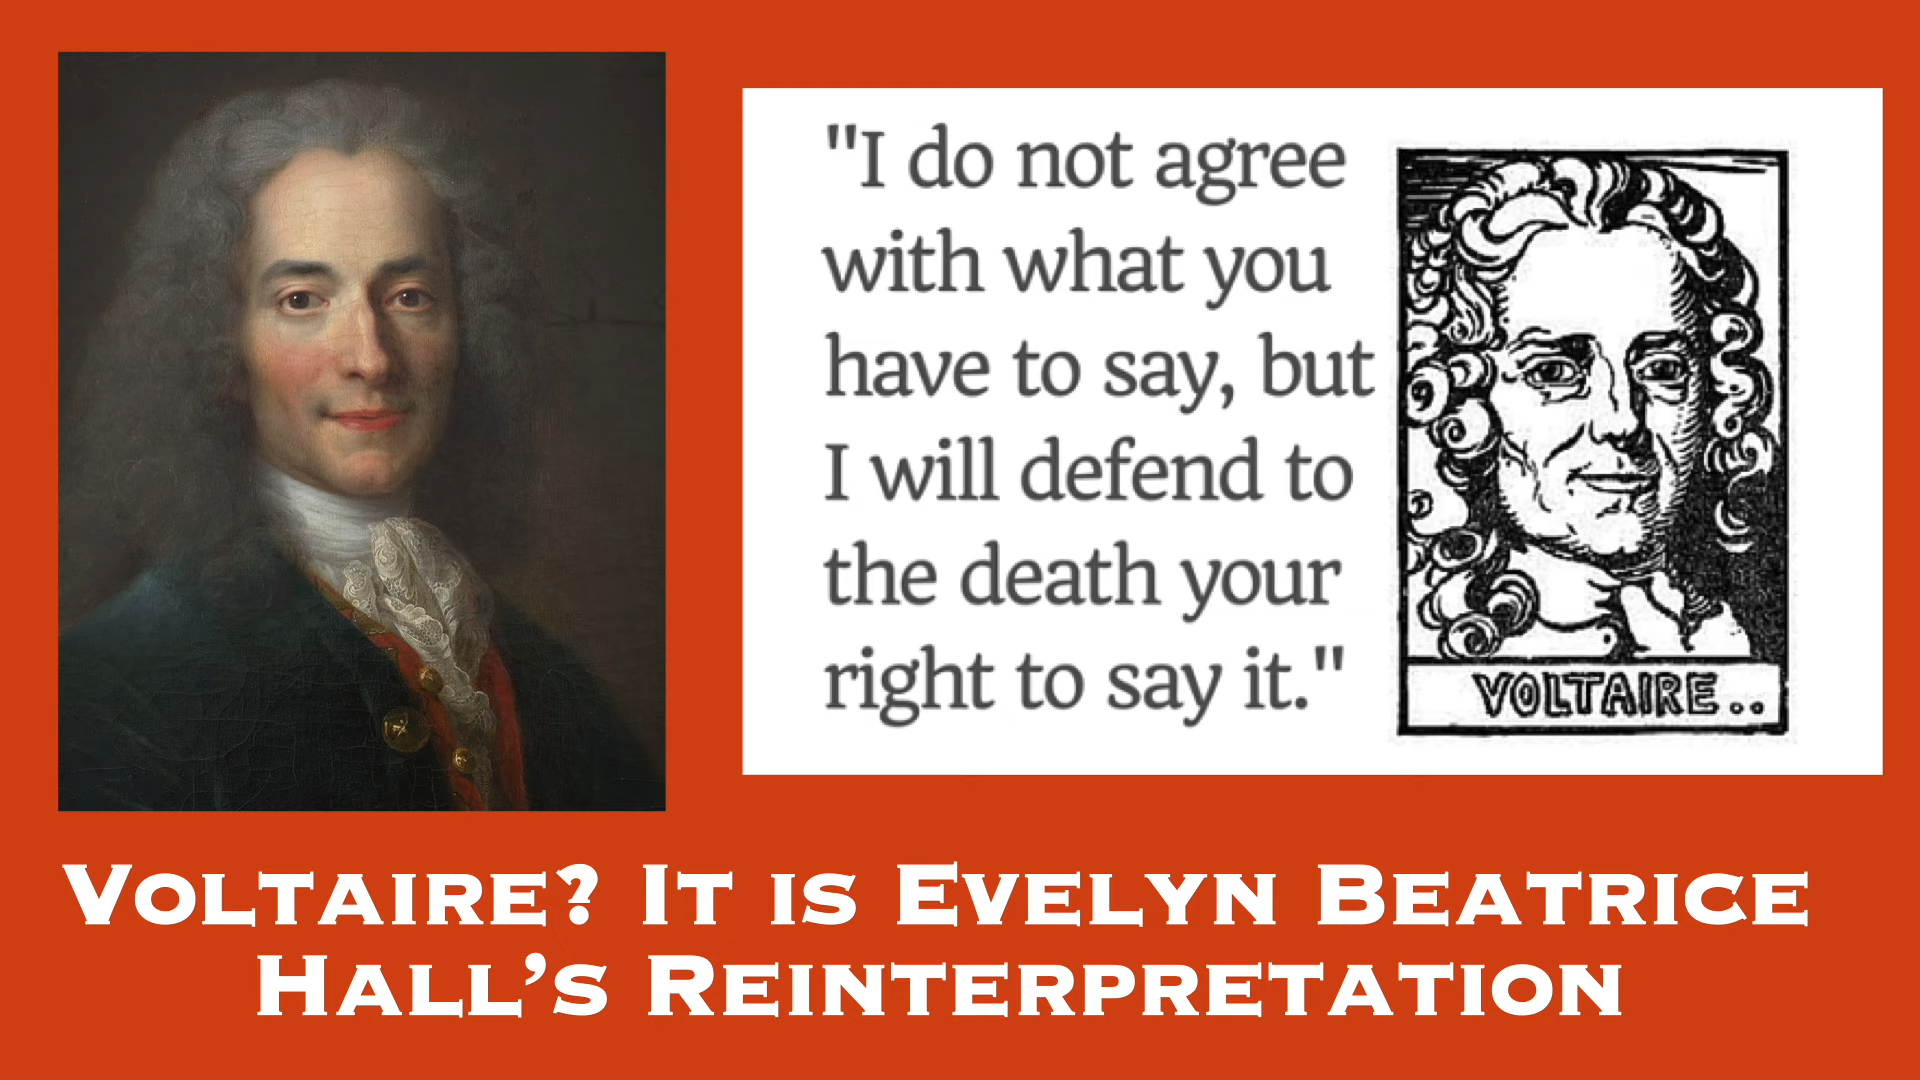 "I do not agree
with what you
have to say, but
I will defend to
the death your
right to say it."
VOLTAIRE..
Voltaire? It is Evelyn Beatrice
Hall’s Reinterpretation